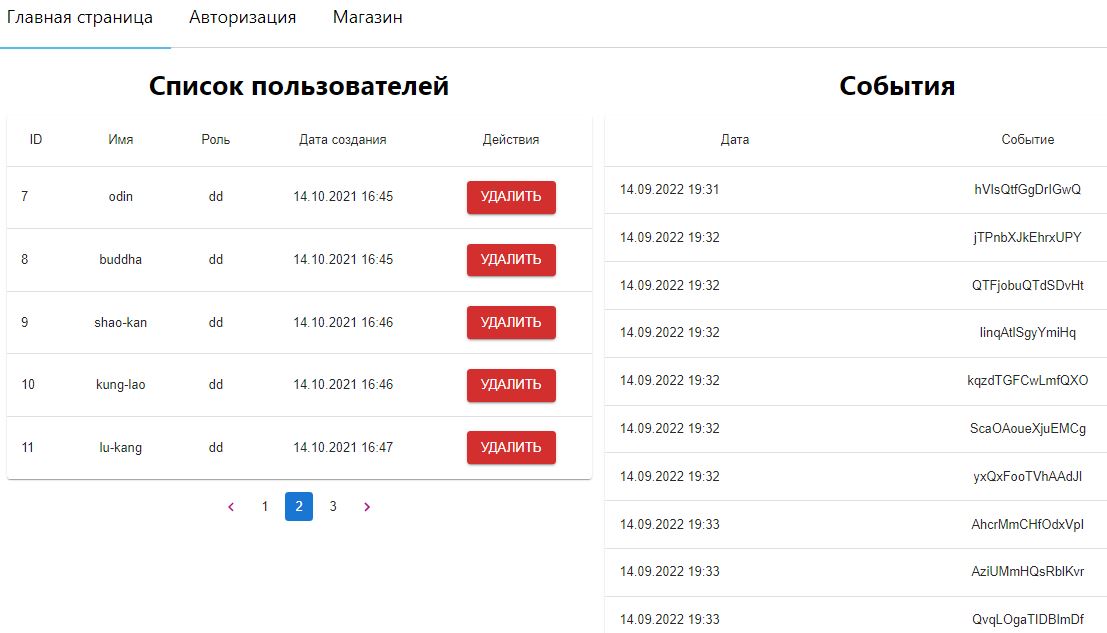 Главная страница Авторизация Магазин
Список пользователей
ID Имя Роль Дата создания Действия
7 odin dd 14.10.2021 16:45 УДАЛИТЬ
8 buddha dd 14.10.2021 16:45 УДАЛИТЬ
9 shao-kan dd 14.10.2021 16:46 УДАЛИТЬ
10 kung-lao dd 14.10.2021 16:46 УДАЛИТЬ
11 lu-kang dd 14.10.2021 16:47 УДАЛИТЬ
< 1 2 3 >
События
Дата Событие
14.09.2022 19:31 hVlsQtfGgDrIGwQ
14.09.2022 19:32 jTPnbXJkEhrxUPY
14.09.2022 19:32 QTFjobuQTdSDvHt
14.09.2022 19:32 IinqAtlSgyYmiHq
14.09.2022 19:32 kqzdTGFCwLmfQXO
14.09.2022 19:32 ScaOAoueXjuEMCg
14.09.2022 19:32 yxQxFooTVhAAdJl
14.09.2022 19:33 AhcrMmCHfOdxVpI
14.09.2022 19:33 AziUMmHQsRblKvr
14.09.2022 19:33 QvqLOgaTIDBlmDf